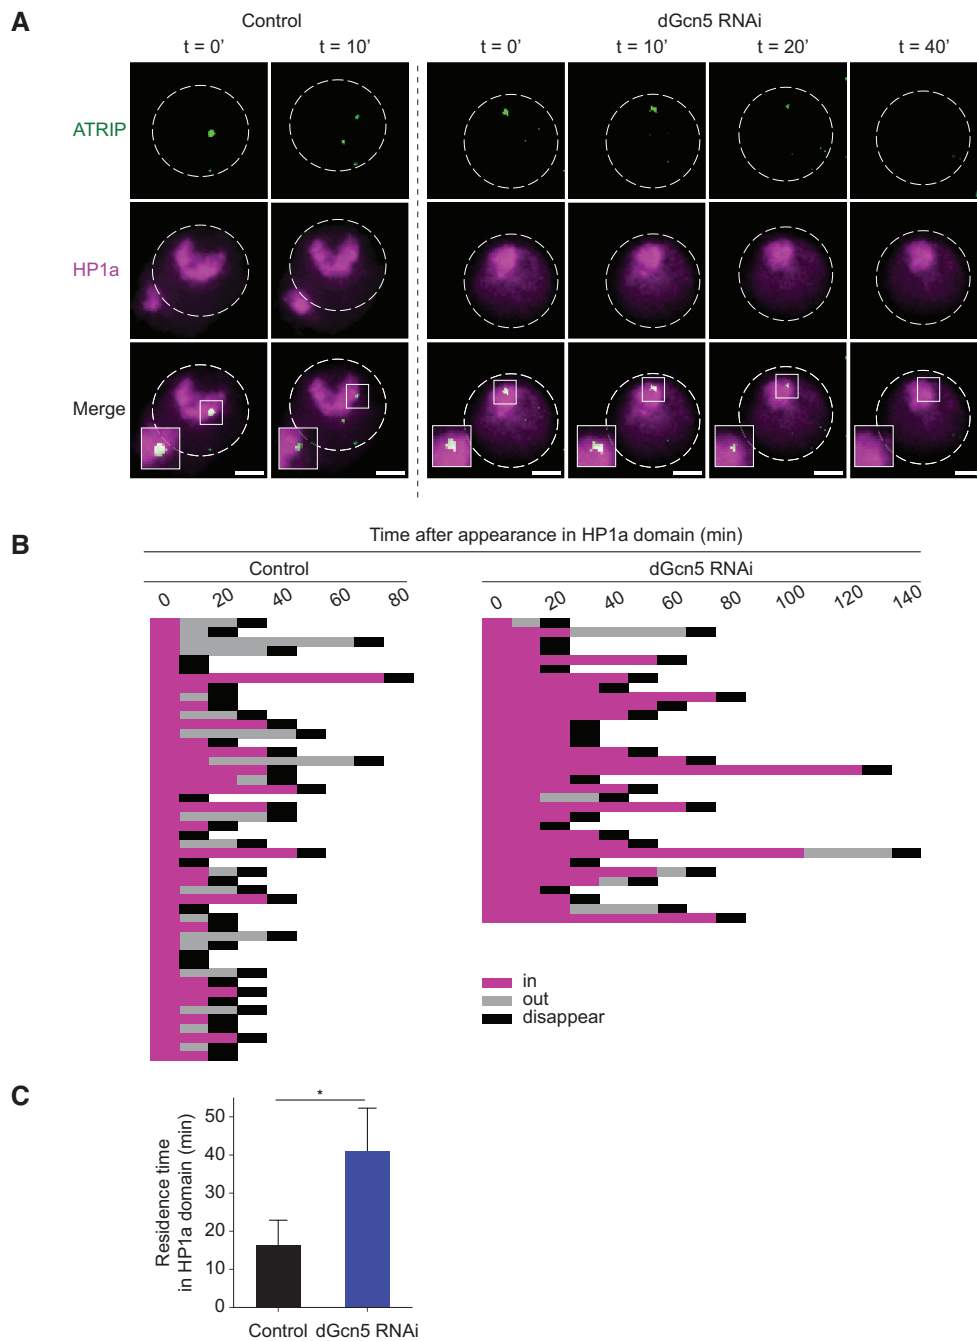 A
Control
dGcn5 RNAi
t = 0'
t = 10'
t = 0'
t = 10'
t = 20'
t = 40'
ATRIP
HP1a
Merge
B
Time after appearance in HP1a domain (min)
Control
dGcn5 RNAi
0 20 40 60 80
0 20 40 60 80 100 120 140
in
out
disappear
C
*
Residence time
in HP1a domain (min)
50
40
30
20
10
0
Control dGcn5 RNAi